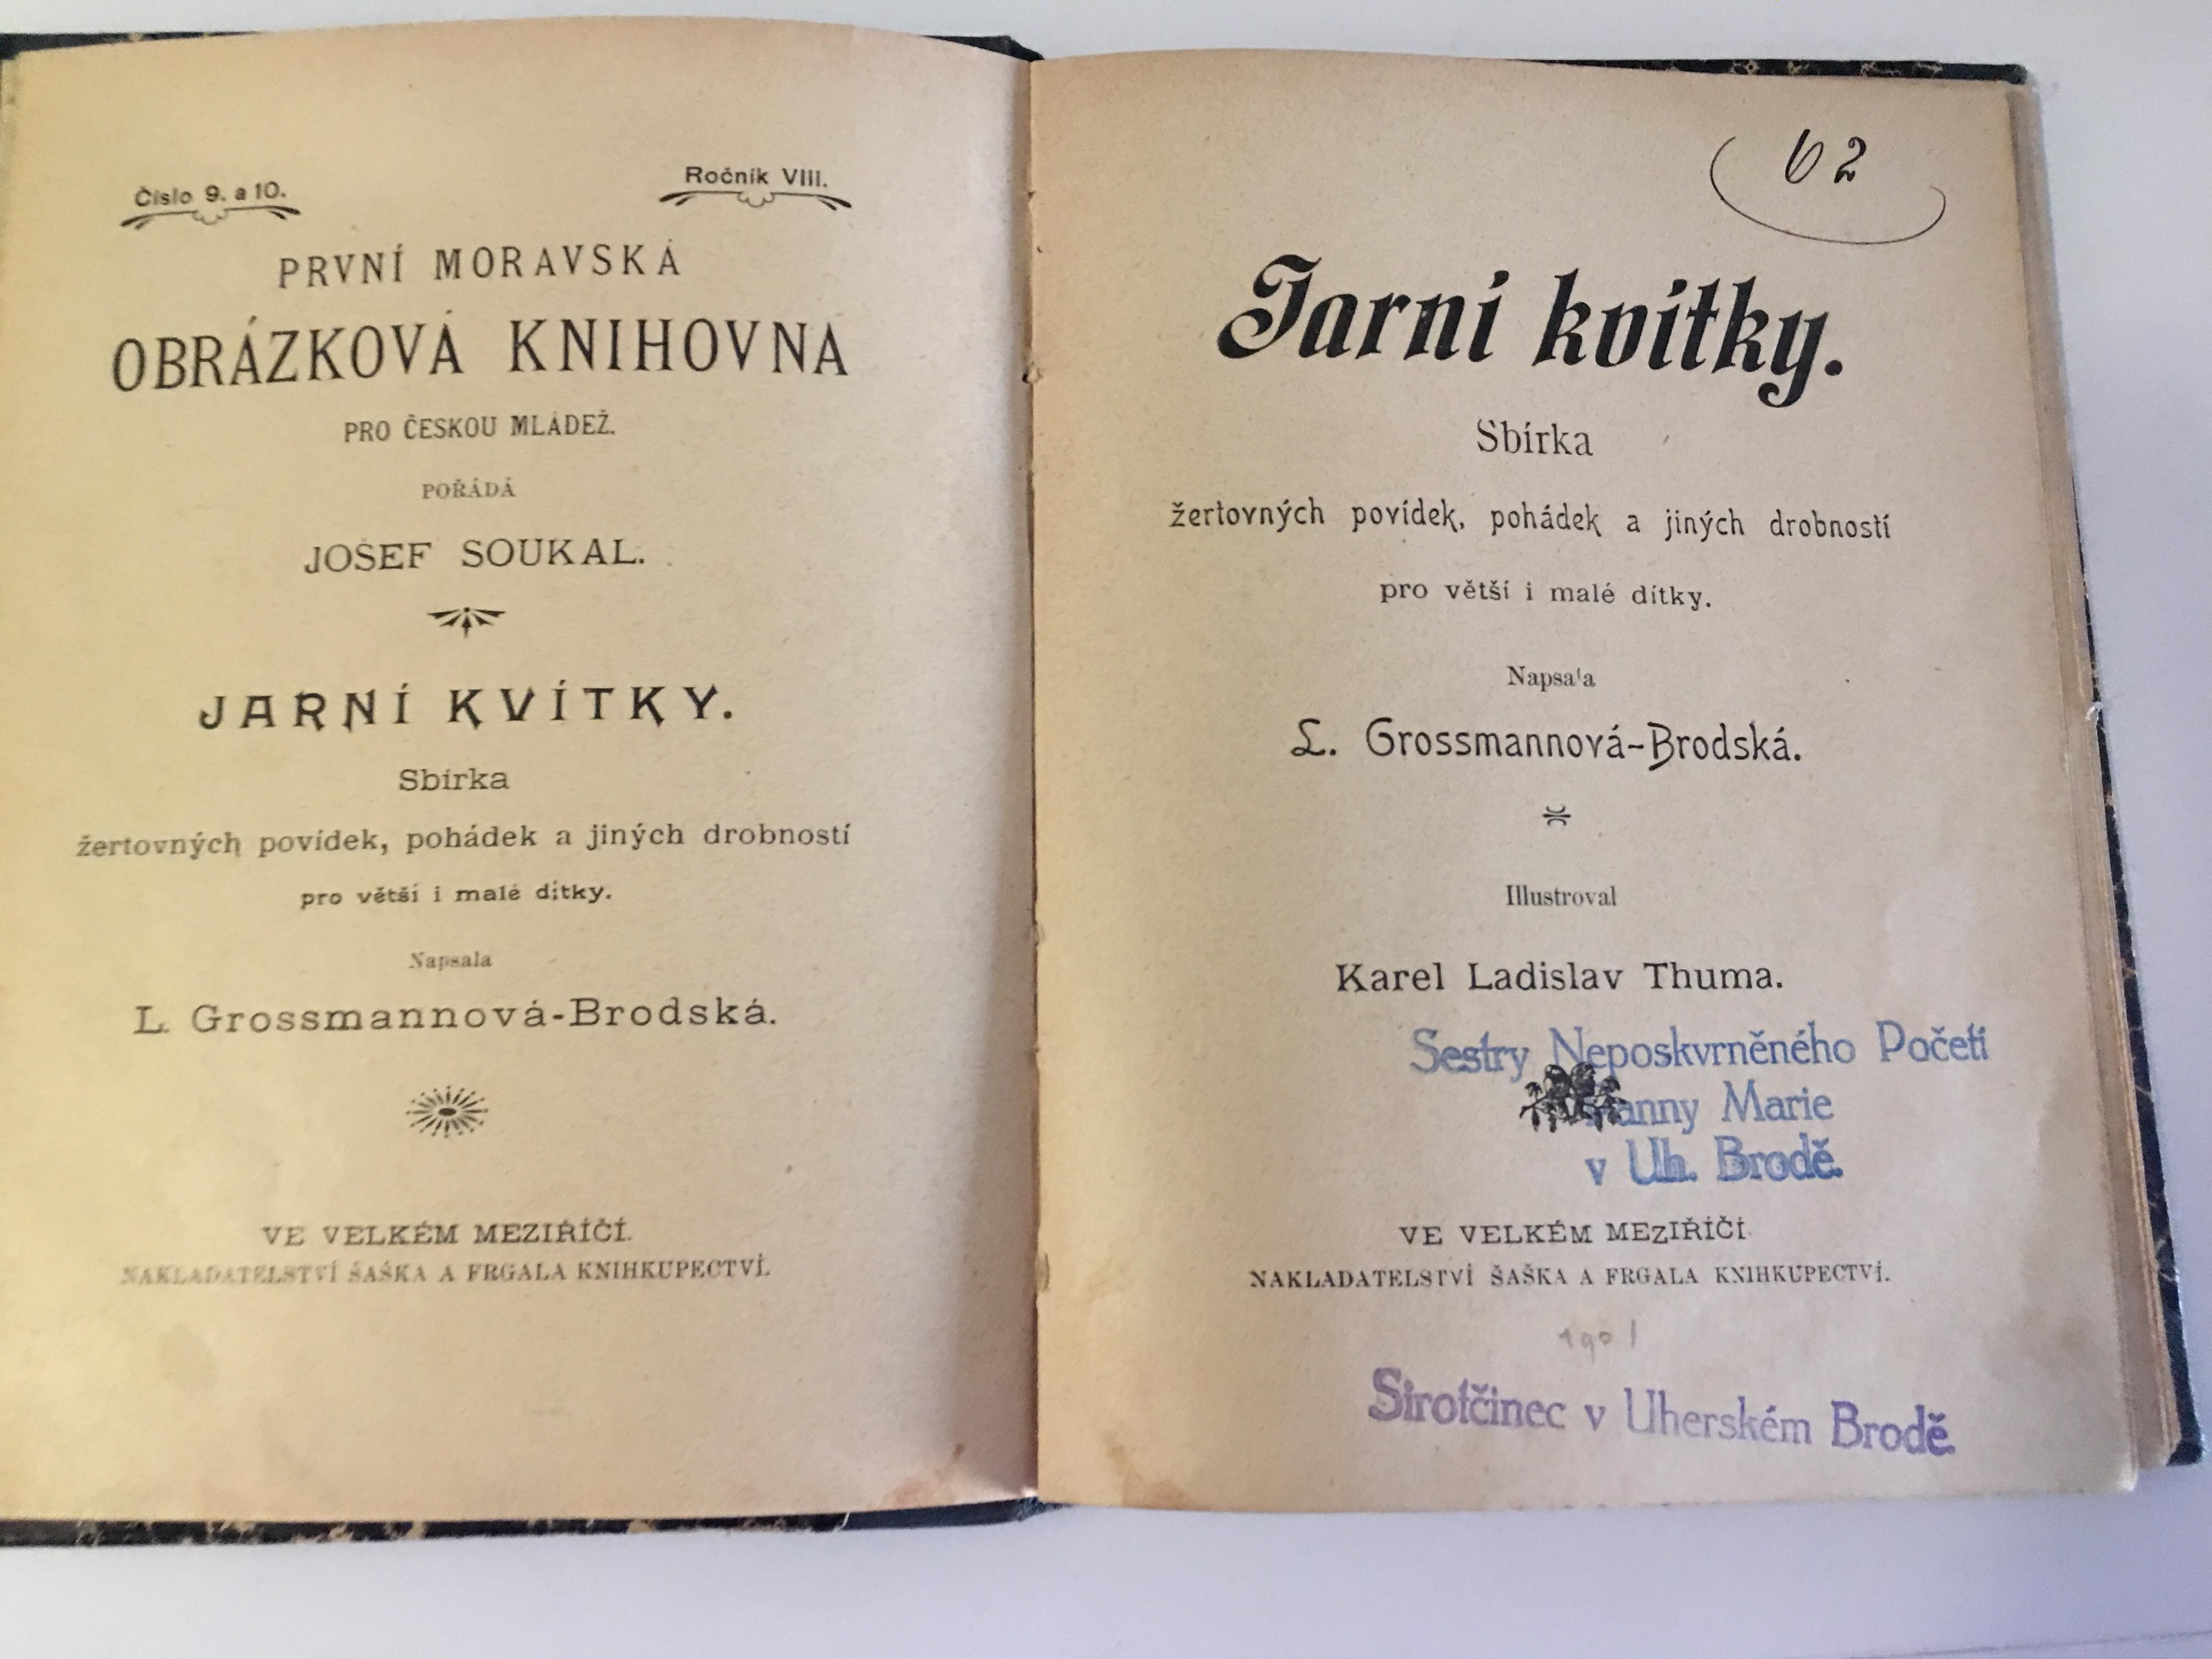 Číslo 9. a 10.
Ročník VIII.
PRVNÍ MORAVSKÁ
OBRÁZKOVÁ KNIHOVNA
PRO ČESKOU MLÁDEŽ.
POŘÁDÁ
JOSEF SOUKAL.
JARNÍ KVÍTKY.
Sbírka
žertovných povídek, pohádek a jiných drobností
pro větší i malé dítky.
Napsala
L. Grossmannová-Brodská.
VE VELKÉM MEZIŘÍČÍ.
NAKLADATELSTVÍ ŠAŠKA A FRGALA KNIHKUPECTVÍ.
62
Jarní kvítky.
Sbírka
žertovných povídek, pohádek a jiných drobností
pro větší i malé dítky.
Napsala
L. Grossmannová-Brodská.
Illustroval
Karel Ladislav Thuma.
Sestry Neposkvrněného Početí
Panny Marie
v Uh. Brodě.
VE VELKÉM MEZIŘÍČÍ.
NAKLADATELSTVÍ ŠAŠKA A FRGALA KNIHKUPECTVÍ.
1901
Sirotčinec v Uherském Brodě.